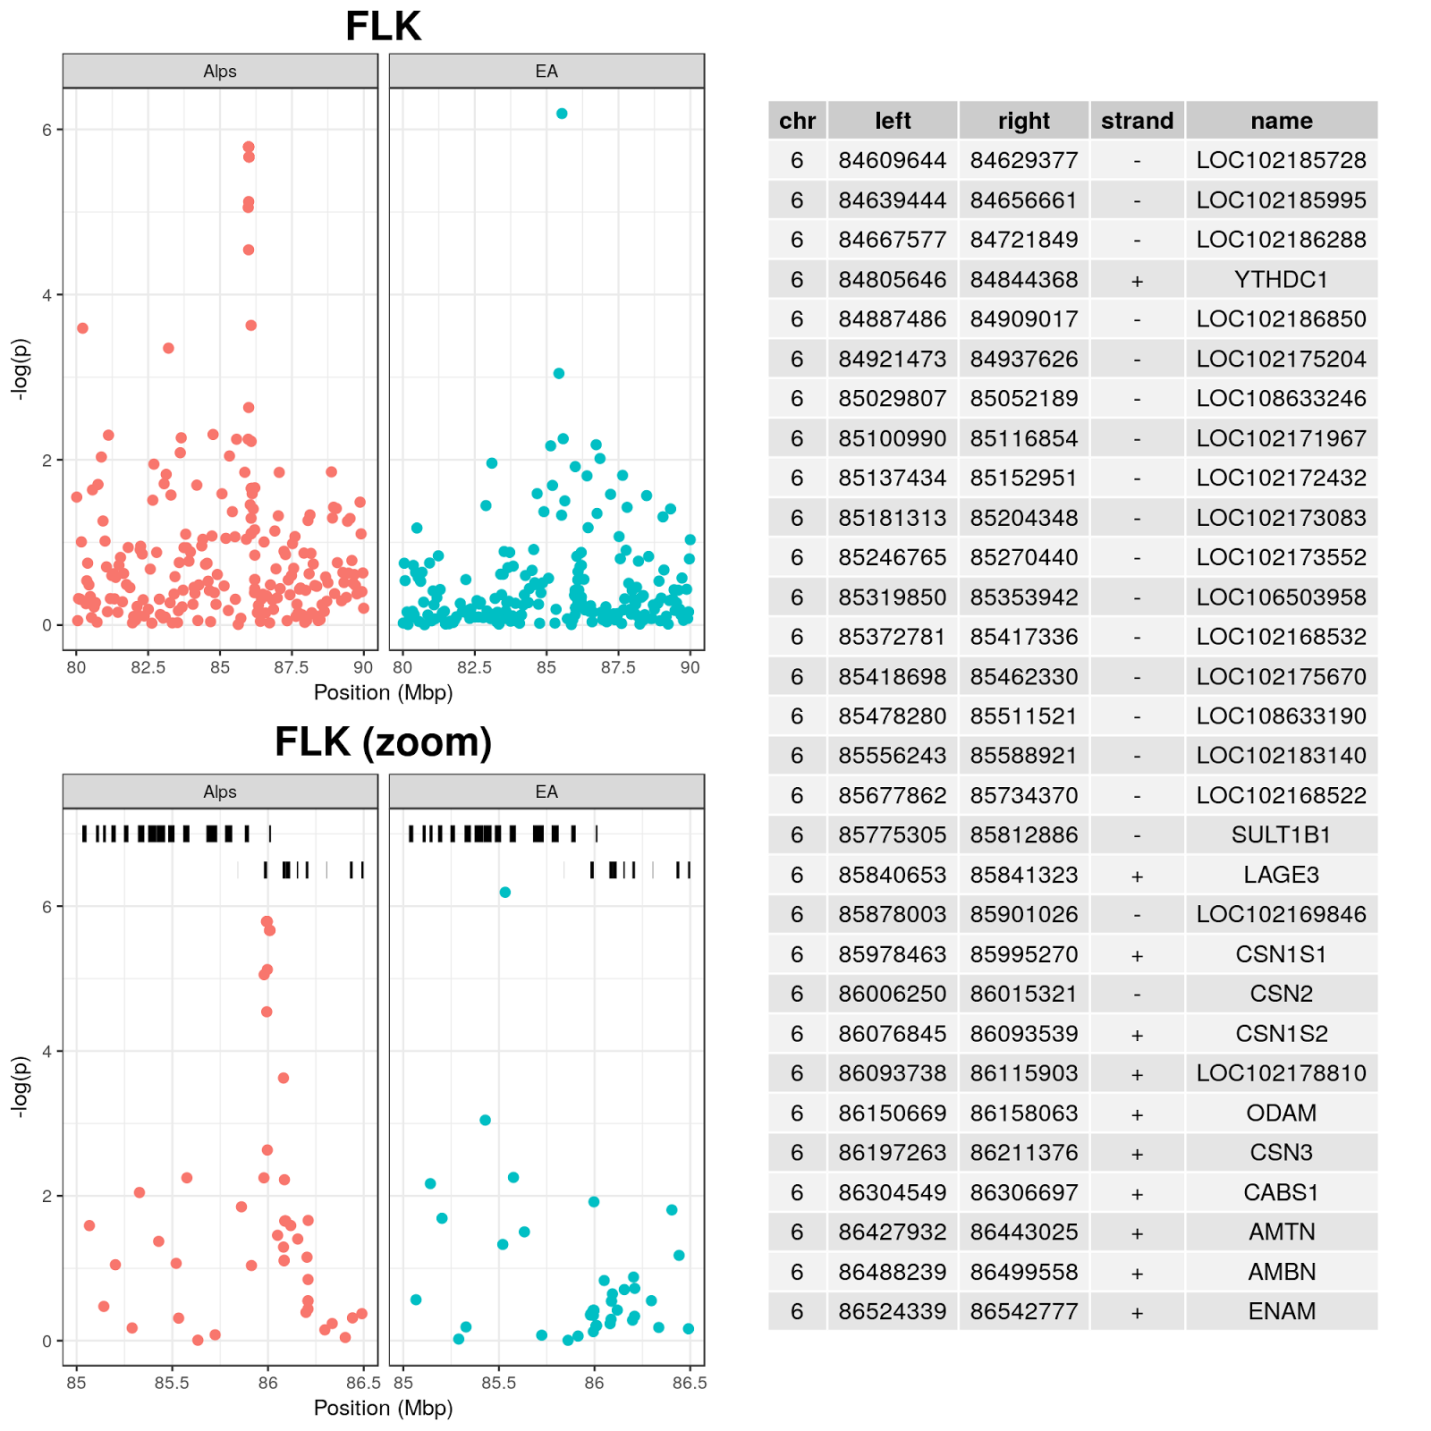 FLK
Alps EA
-log(p)
6
4
2
0
80 82.5 85 87.5 90 80 82.5 85 87.5 90
Position (Mbp)
FLK (zoom)
Alps EA
-log(p)
6
4
2
0
85 85.5 86 86.5 85 85.5 86 86.5
Position (Mbp)
chr left right strand name
6 84609644 84629377 - LOC102185728
6 84639444 84656661 - LOC102185995
6 84667577 84721849 - LOC102186288
6 84805646 84844368 + YTHDC1
6 84887486 84909017 - LOC102186850
6 84921473 84937626 - LOC102175204
6 85029807 85052189 - LOC108633246
6 85100990 85116854 - LOC102171967
6 85137434 85152951 - LOC102172432
6 85181313 85204348 - LOC102173083
6 85246765 85270440 - LOC102173552
6 85319850 85353942 - LOC106503958
6 85372781 85417336 - LOC102168532
6 85418698 85462330 - LOC102175670
6 85478280 85511521 - LOC108633190
6 85556243 85588921 - LOC102183140
6 85677862 85734370 - LOC102168522
6 85775305 85812886 - SULT1B1
6 85840653 85841323 + LAGE3
6 85878003 85901026 - LOC102169846
6 85978463 85995270 + CSN1S1
6 86006250 86015321 - CSN2
6 86076845 86093539 + CSN1S2
6 86093738 86115903 + LOC102178810
6 86150669 86158063 + ODAM
6 86197263 86211376 + CSN3
6 86304549 86306697 + CABS1
6 86427932 86443025 + AMTN
6 86488239 86499558 + AMBN
6 86524339 86542777 + ENAM